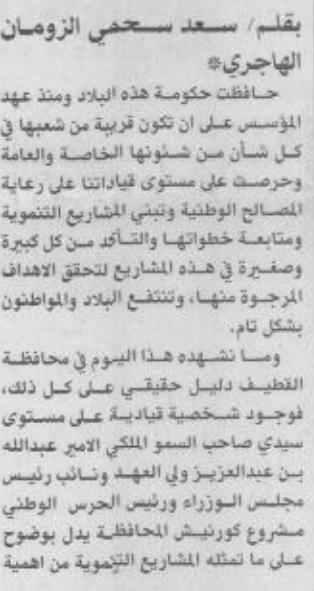 بقلم/ سعد سحمي الزومان
الهاجري*
حافظت حكومة هذه البلاد ومنذ عهد
المؤسس على ان تكون قريبة من شعبها في
كل شأن من شئونها الخاصة والعامة
وحرصت على مستوى قياداتنا على رعاية
المصالح الوطنية وتبني المشاريع التنموية
ومتابعة خطواتها والتأكد من كل كبيرة
وصغيرة في هذه المشاريع لتحقق الاهداف
المرجوة منها، وتنتفع البلاد والمواطنون
بشكل تام.
وما نشهده هذا اليوم في محافظة
القطيف دليل حقيقي على كل ذلك،
فوجود شخصية قيادية على مستوى
سيدي صاحب السمو الملكي الامير عبدالله
بن عبدالعزيز ولي العهد ونائب رئيس
مجلس الوزراء ورئيس الحرس الوطني
مشروع كورنيش المحافظة يدل بوضوح
على ما تمثله المشاريع التنموية من اهمية